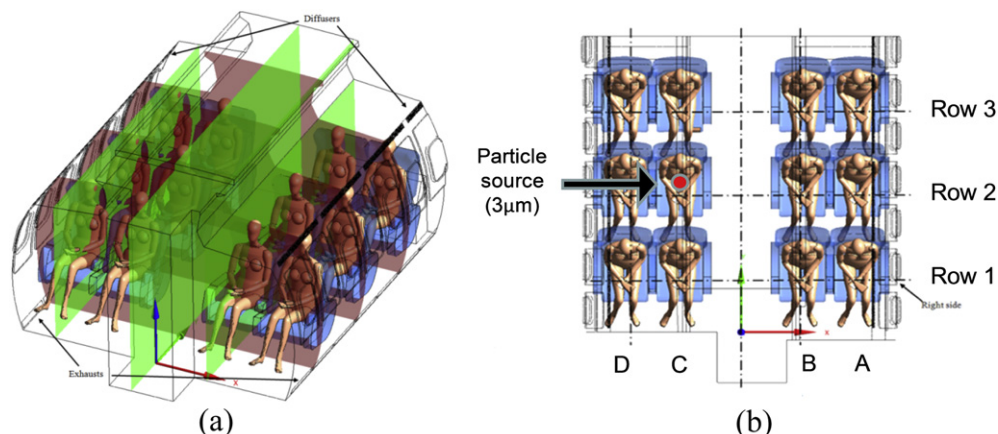 Diffusers
Exhausts
X
(a)
Particle
source
(3μm)
Row 3
Row 2
Row 1
Right side
x
D
C
B
A
(b)